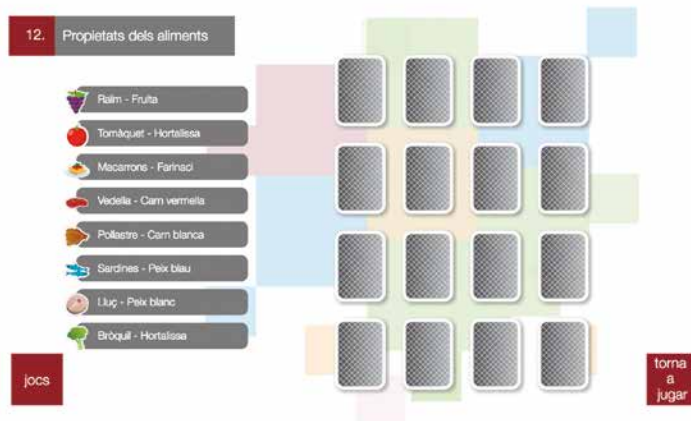 12. Propietats dels aliments
Raïm - Fruita
Tomàquet - Hortalissa
Macarrons - Farinaci
Vedella - Carn vermella
Pollastre - Carn blanca
Sardines - Peix blau
Lluç - Peix blanc
Bròquil - Hortalissa
jocs
torna
a
jugar